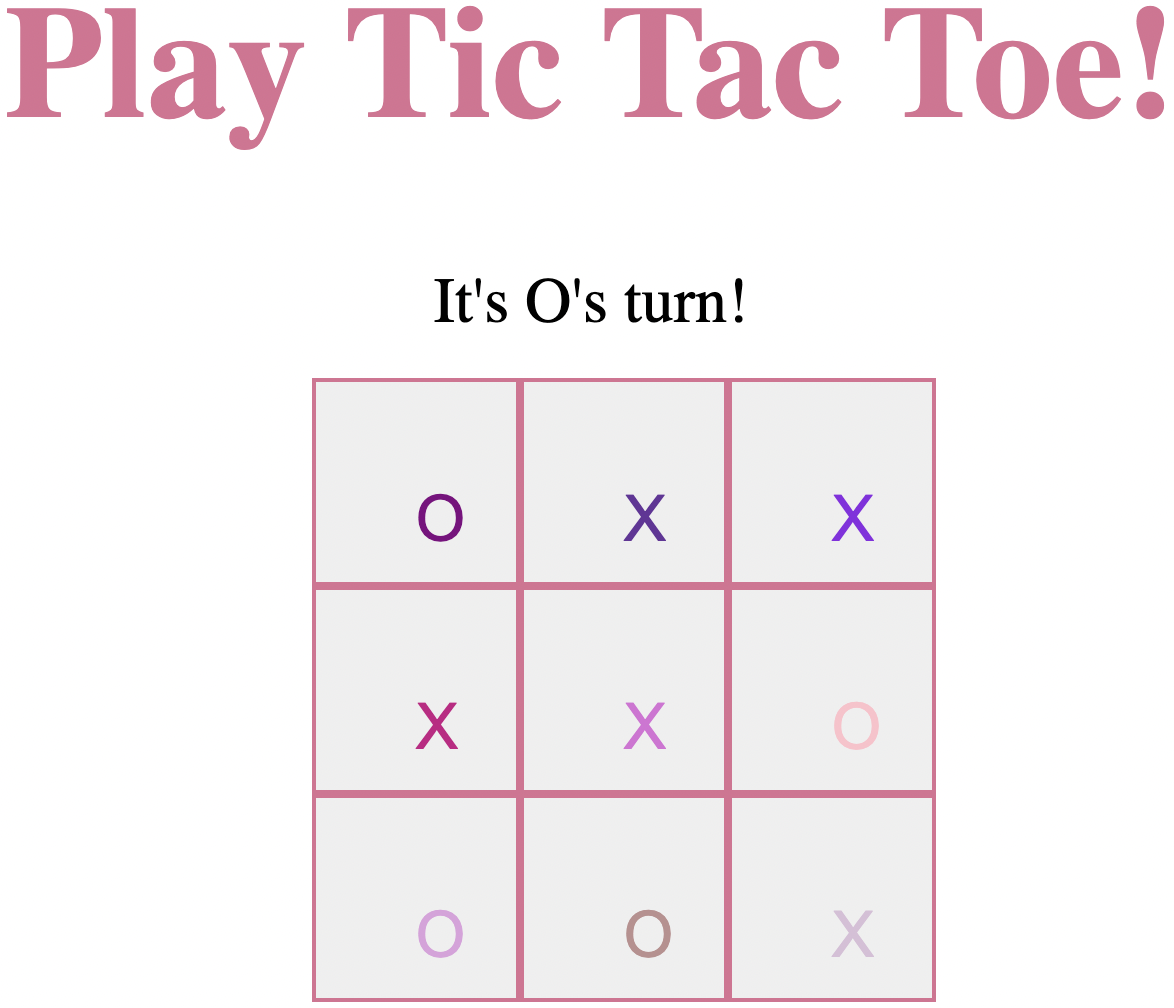 Play Tic Tac Toe!
It's O's turn!
O X X
X X O
O O X